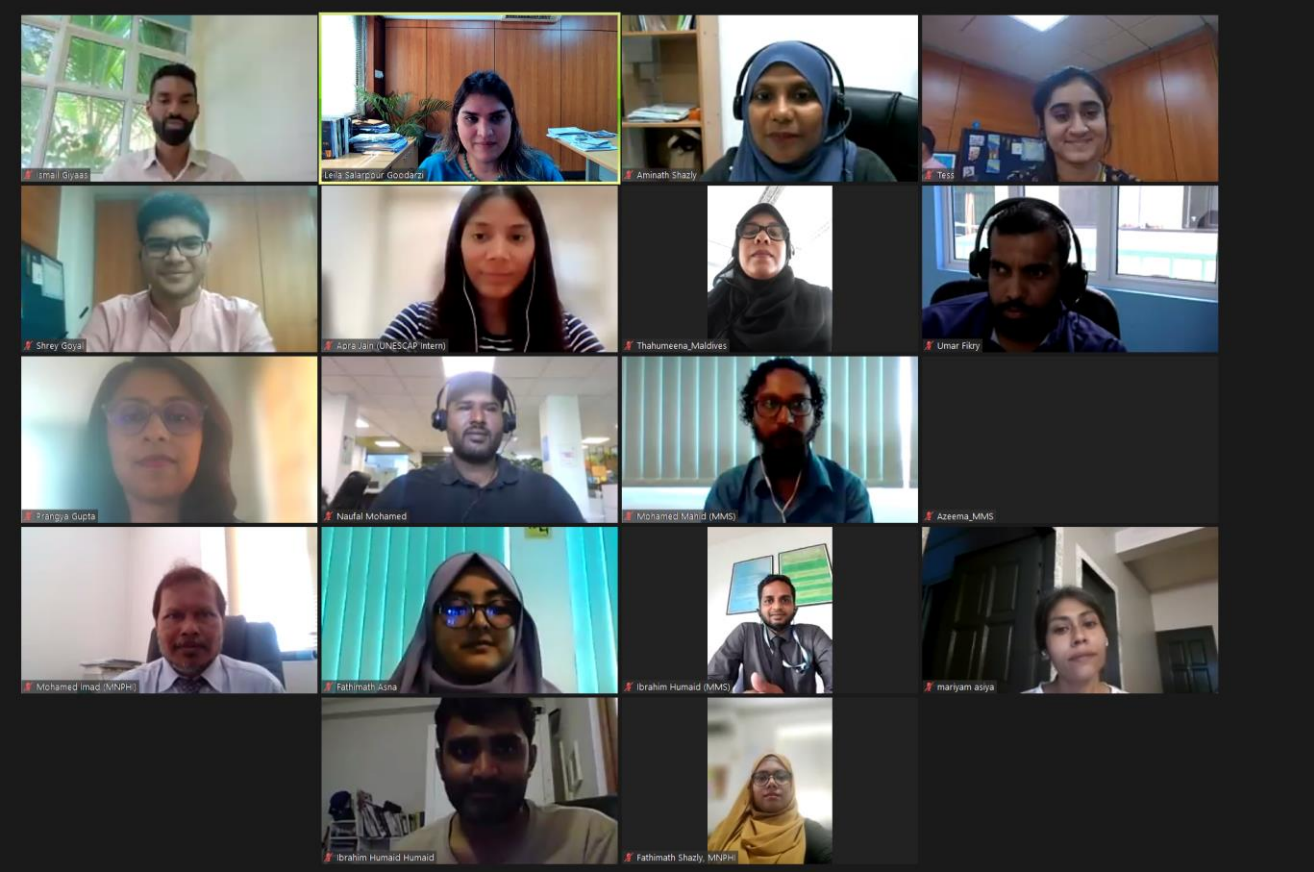 Ismail Giyaas
Leila Salarpour Goodarzi
Aminath Shazly
Tess
Shrey Goyal
Apra Jain (UNESCAP Intern)
Thahumeena_Maldives
Umar Fikry
Prangya Gupta
Naufal Mohamed
Mohamed Mahid (MMS)
Azeema_MMS
Mohamed Imad (MNPHI)
Fathimath Asna
Ibrahim Humaid (MMS)
mariyam asiya
Ibrahim Humaid Humaid
Fathimath Shazly, MNPHI